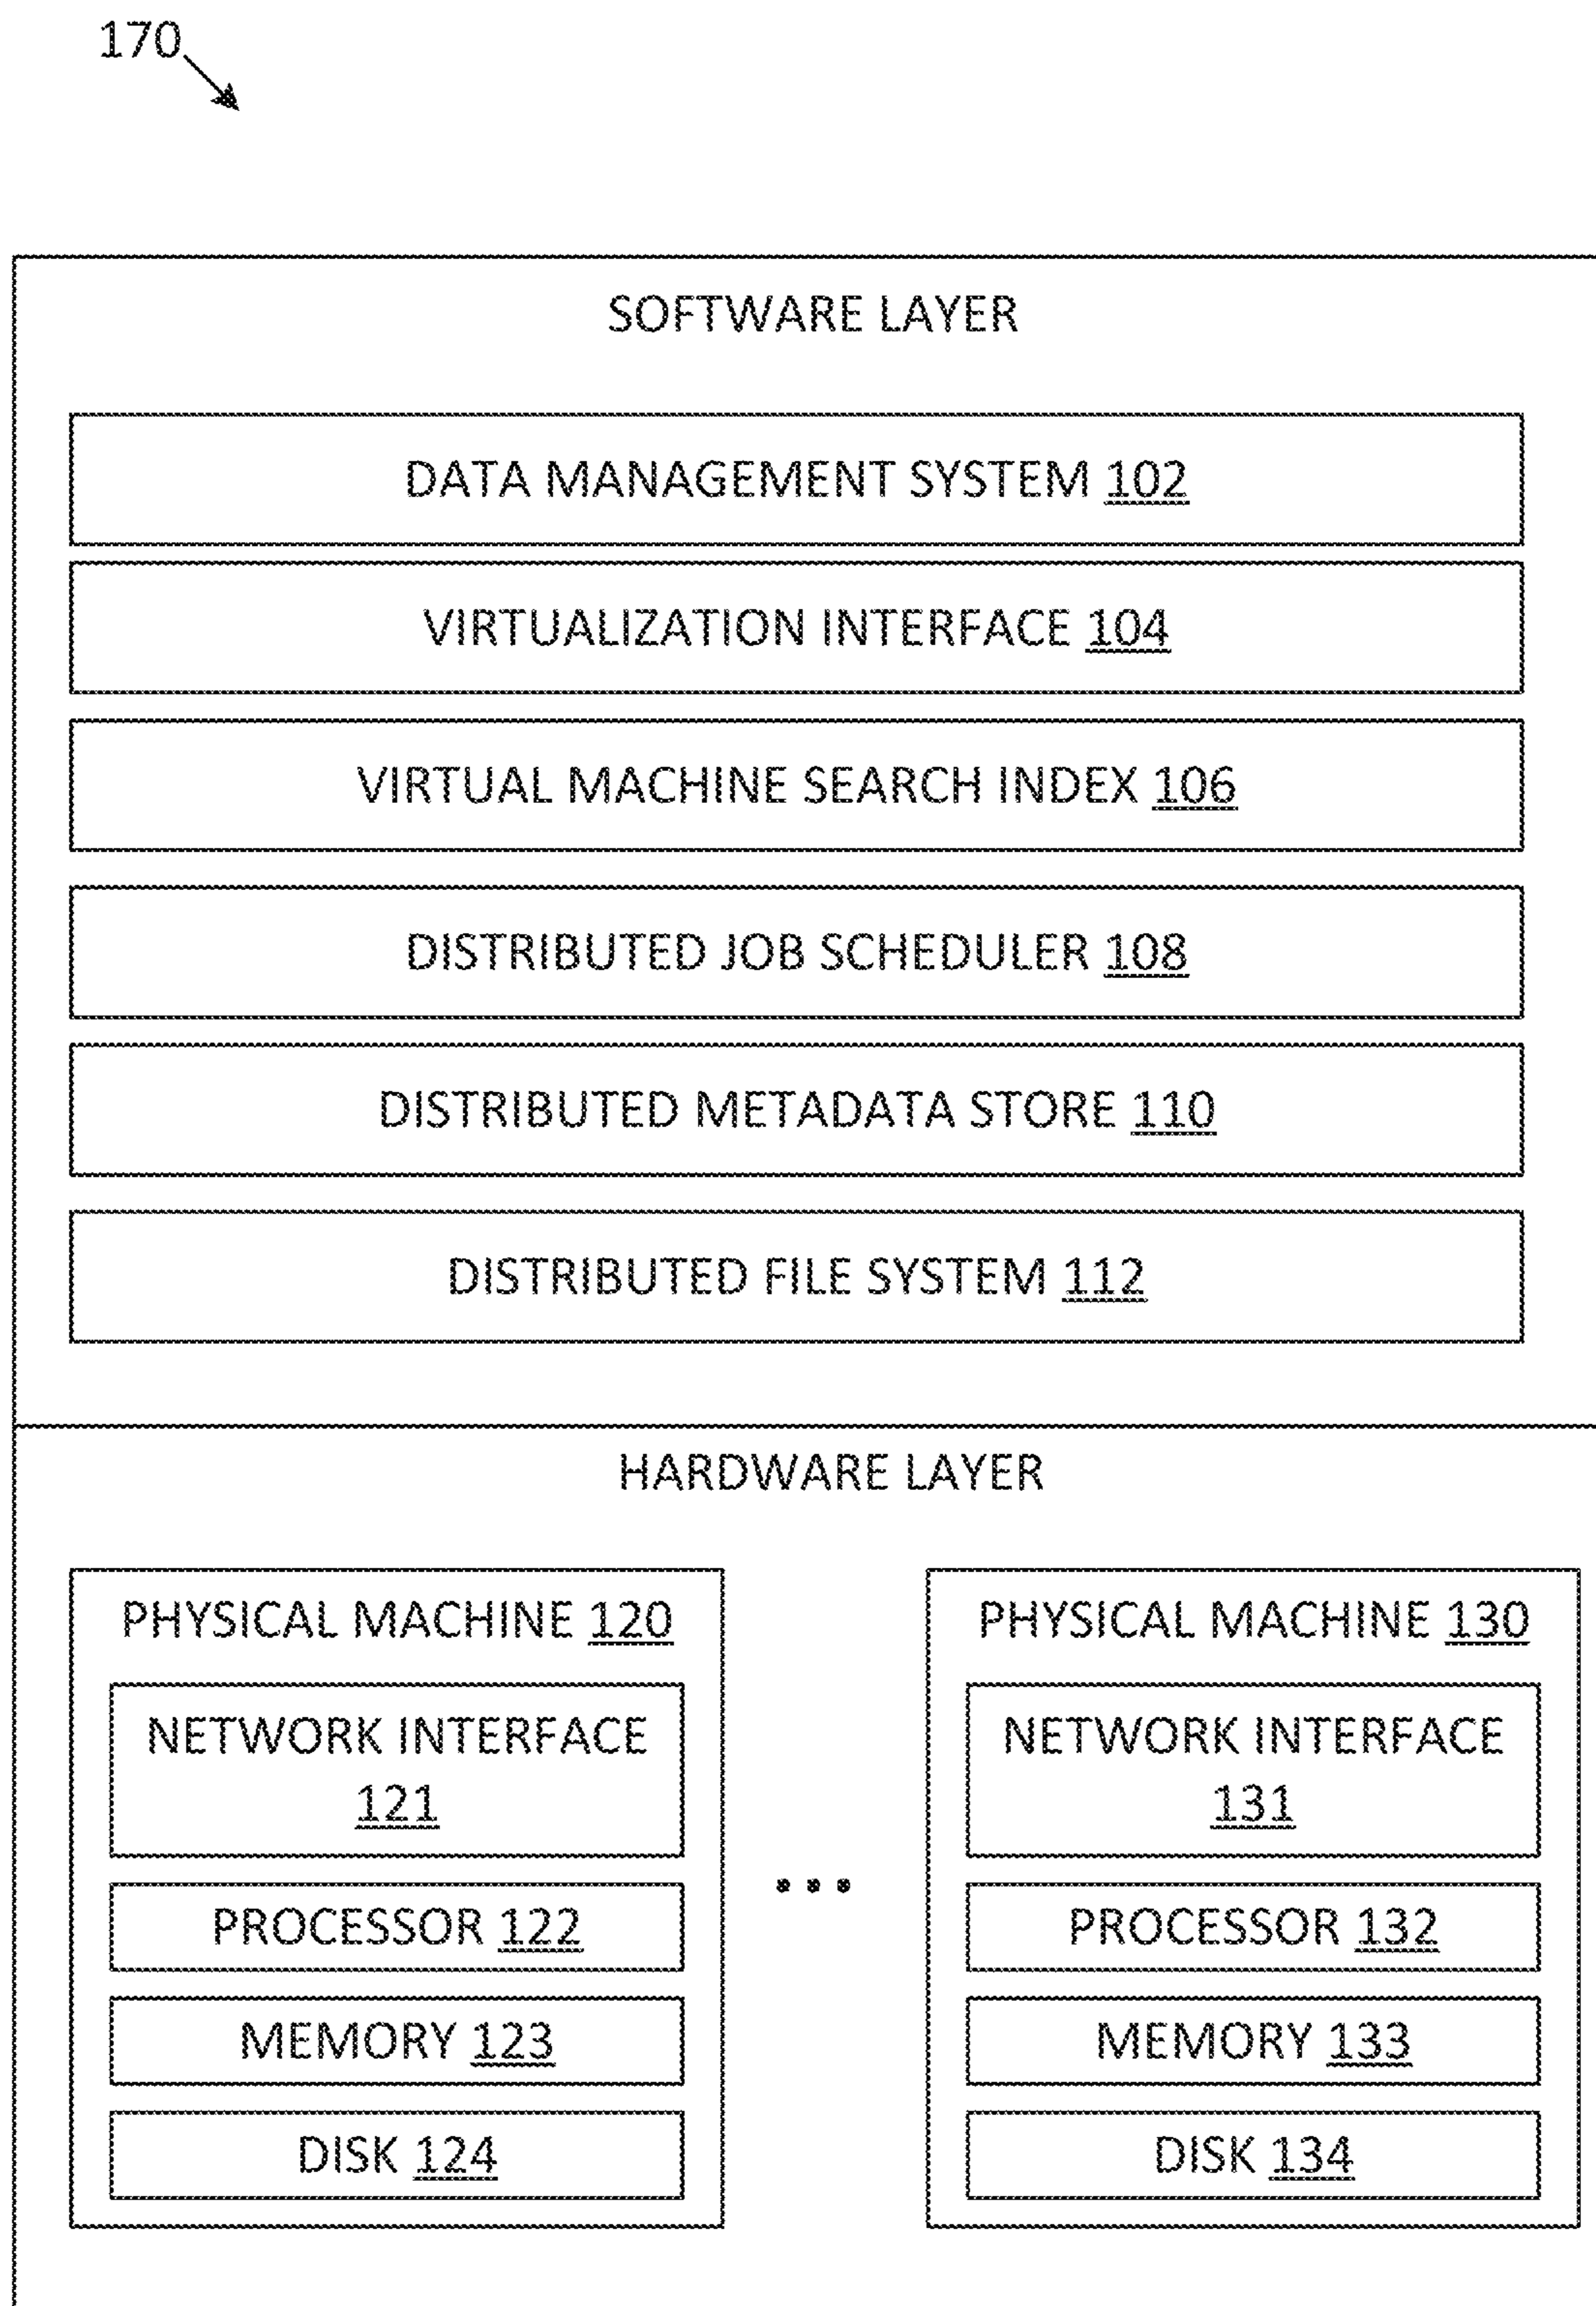 170
SOFTWARE LAYER
DATA MANAGEMENT SYSTEM 102
VIRTUALIZATION INTERFACE 104
VIRTUAL MACHINE SEARCH INDEX 106
DISTRIBUTED JOB SCHEDULER 108
DISTRIBUTED METADATA STORE 110
DISTRIBUTED FILE SYSTEM 112
HARDWARE LAYER
PHYSICAL MACHINE 120
NETWORK INTERFACE
121
PROCESSOR 122
MEMORY 123
DISK 124
...
PHYSICAL MACHINE 130
NETWORK INTERFACE
131
PROCESSOR 132
MEMORY 133
DISK 134